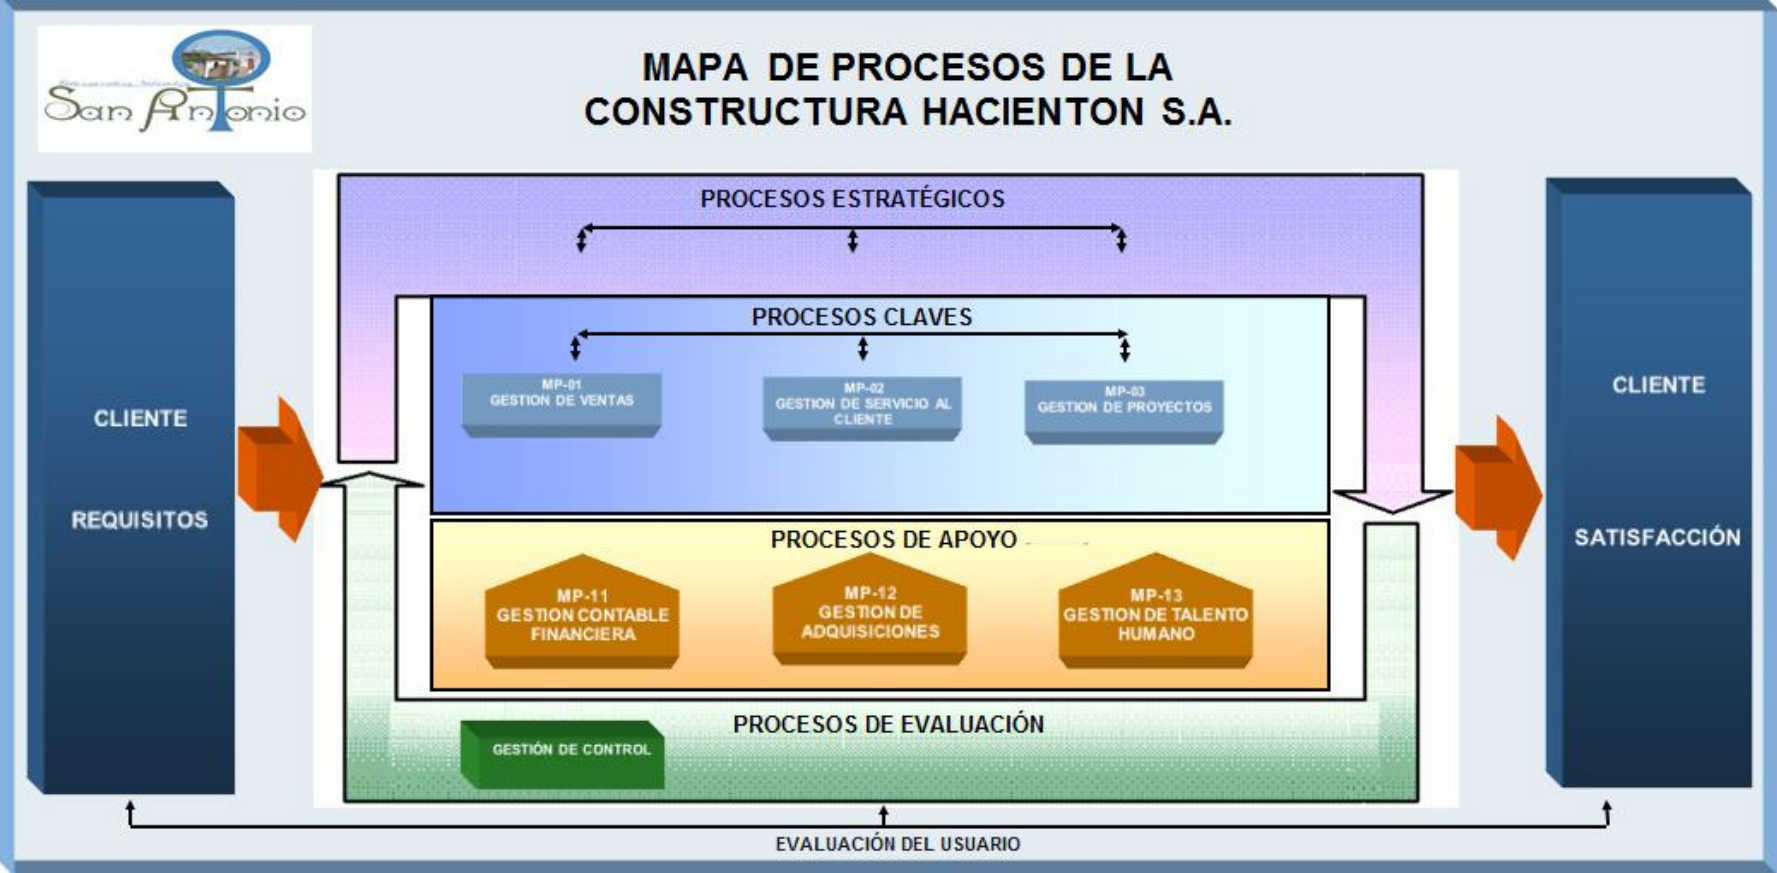 San Antonio
MAPA DE PROCESOS DE LA
CONSTRUCTURA HACIENTON S.A.
PROCESOS ESTRATÉGICOS
PROCESOS CLAVES
MP-01
GESTION DE VENTAS
MP-02
GESTION DE SERVICIO AL
CLIENTE
MP-03
GESTION DE PROYECTOS
CLIENTE
REQUISITOS
CLIENTE
SATISFACCIÓN
PROCESOS DE APOYO
MP-11
GESTION CONTABLE
FINANCIERA
MP-12
GESTION DE
ADQUISICIONES
MP-13
GESTION DE TALENTO
HUMANO
PROCESOS DE EVALUACIÓN
GESTIÓN DE CONTROL
EVALUACIÓN DEL USUARIO